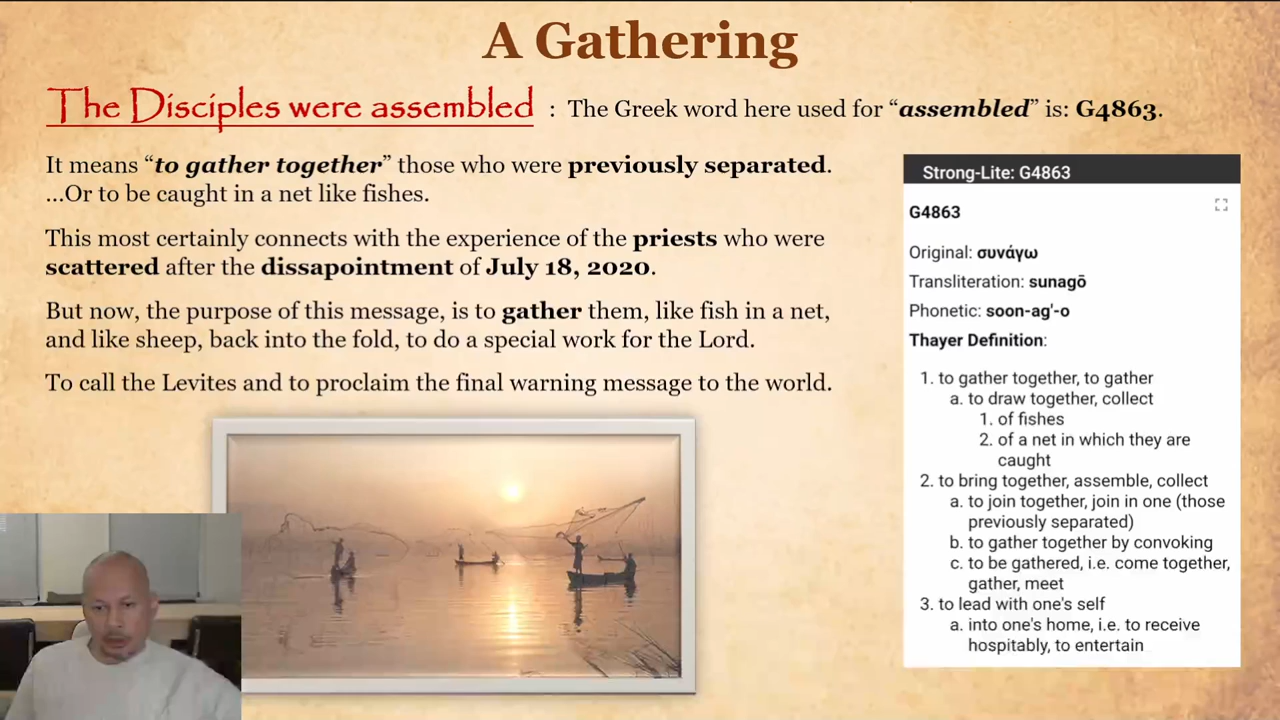 A Gathering
The Disciples were assembled : The Greek word here used for “assembled” is: G4863.
It means “to gather together” those who were previously separated.
...Or to be caught in a net like fishes.
This most certainly connects with the experience of the priests who were
scattered after the dissapointment of July 18, 2020.
But now, the purpose of this message, is to gather them, like fish in a net,
and like sheep, back into the fold, to do a special work for the Lord.
To call the Levites and to proclaim the final warning message to the world.
Strong-Lite: G4863
G4863
Original: συνάγω
Transliteration: sunagō
Phonetic: soon-ag'-o
Thayer Definition:
1. to gather together, to gather
a. to draw together, collect
1. of fishes
2. of a net in which they are
caught
2. to bring together, assemble, collect
a. to join together, join in one (those
previously separated)
b. to gather together by convoking
c. to be gathered, i.e. come together,
gather, meet
3. to lead with one's self
a. into one's home, i.e. to receive
hospitably, to entertain